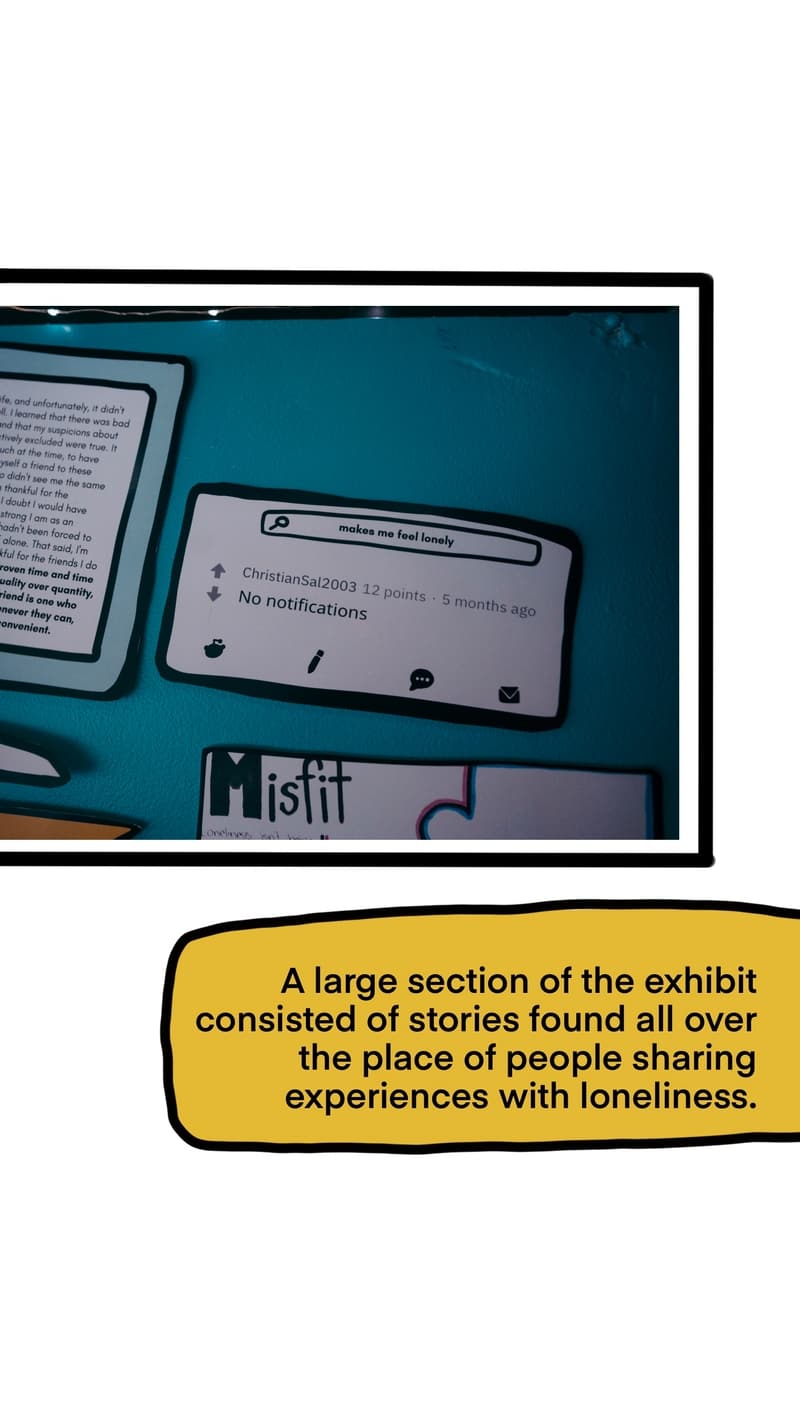 ife, and unfortunately, it didn't
ll. I learned that there was bad
nd that my suspicions about
tively excluded were true. It
uch at the time, to have
yself a friend to these
o didn't see me the same
thankful for the
I doubt I would have
strong I am as an
hadn't been forced to
alone. That said, I'm
kful for the friends I do
roven time and time
uality over quantity,
riend is one who
never they can,
onvenient.
makes me feel lonely
ChristianSal2003 12 points · 5 months ago
No notifications
Misfit
Loneliness isn't
A large section of the exhibit
consisted of stories found all over
the place of people sharing
experiences with loneliness.